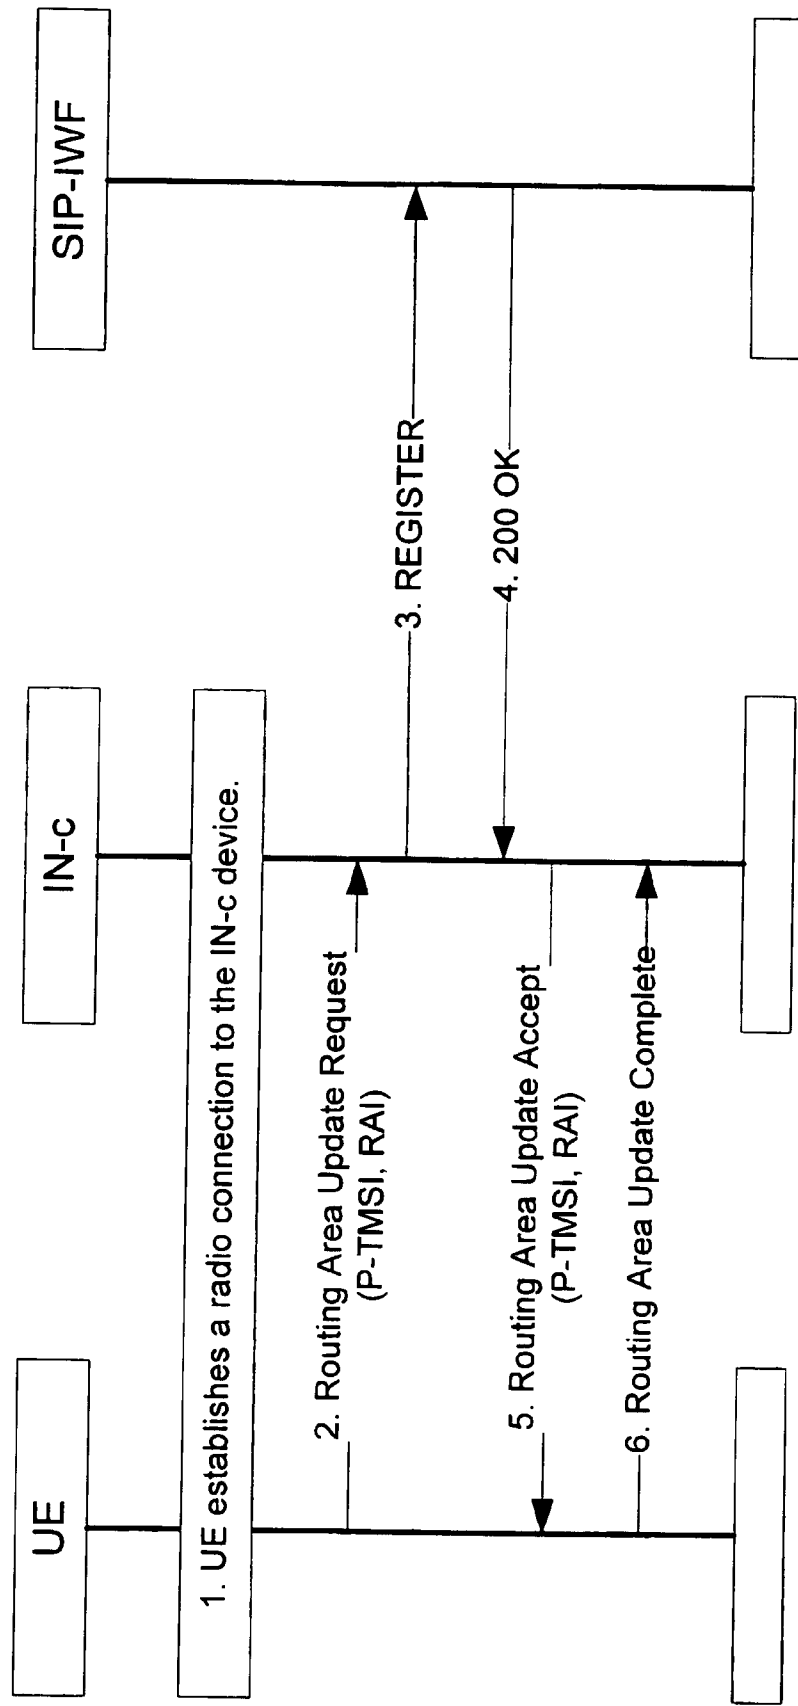 UE
IN-c
SIP-IWF
1. UE establishes a radio connection to the IN-c device.
2. Routing Area Update Request
(P-TMSI, RAI)
3. REGISTER
4. 200 OK
5. Routing Area Update Accept
(P-TMSI, RAI)
6. Routing Area Update Complete